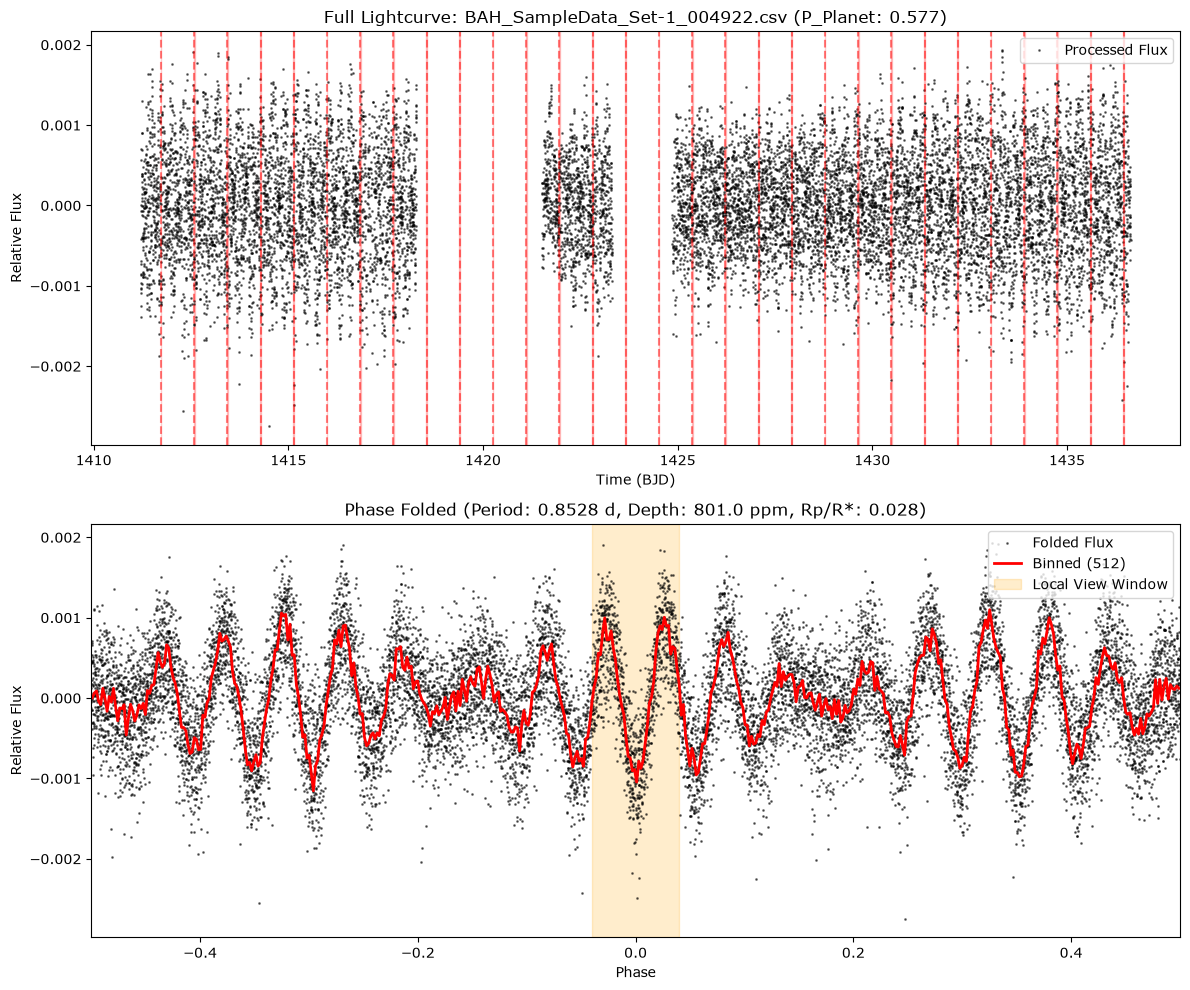 Full Lightcurve: BAH_SampleData_Set-1_004922.csv (P_Planet: 0.577)
Relative Flux
0.002
0.001
0.000
−0.001
−0.002
Processed Flux
1410 1415 1420 1425 1430 1435
Time (BJD)
Phase Folded (Period: 0.8528 d, Depth: 801.0 ppm, Rp/R*: 0.028)
Relative Flux
0.002
0.001
0.000
−0.001
−0.002
Folded Flux
Binned (512)
Local View Window
−0.4 −0.2 0.0 0.2 0.4
Phase